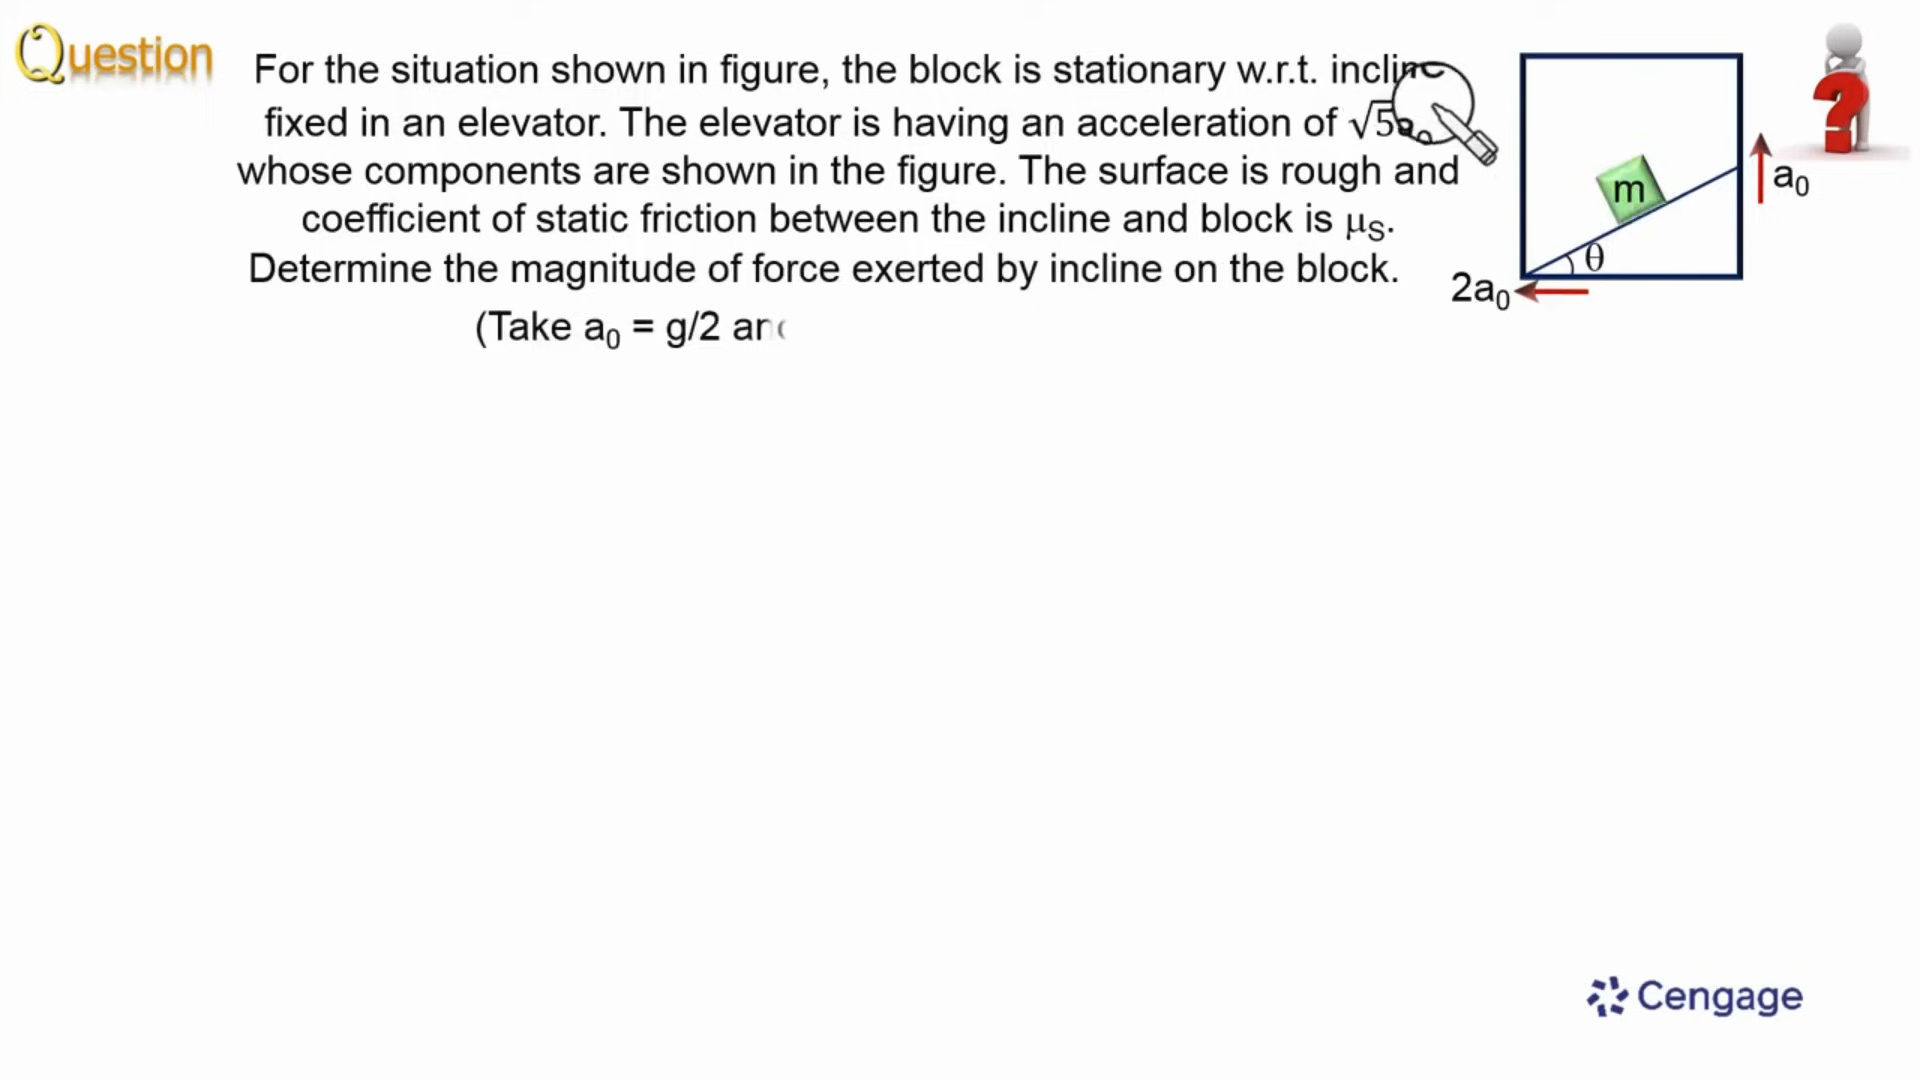 Question
For the situation shown in figure, the block is stationary w.r.t. incline
fixed in an elevator. The elevator is having an acceleration of √5a₀
whose components are shown in the figure. The surface is rough and
coefficient of static friction between the incline and block is μₛ.
Determine the magnitude of force exerted by incline on the block.
(Take a₀ = g/2
m
a₀
θ
2a₀
Cengage